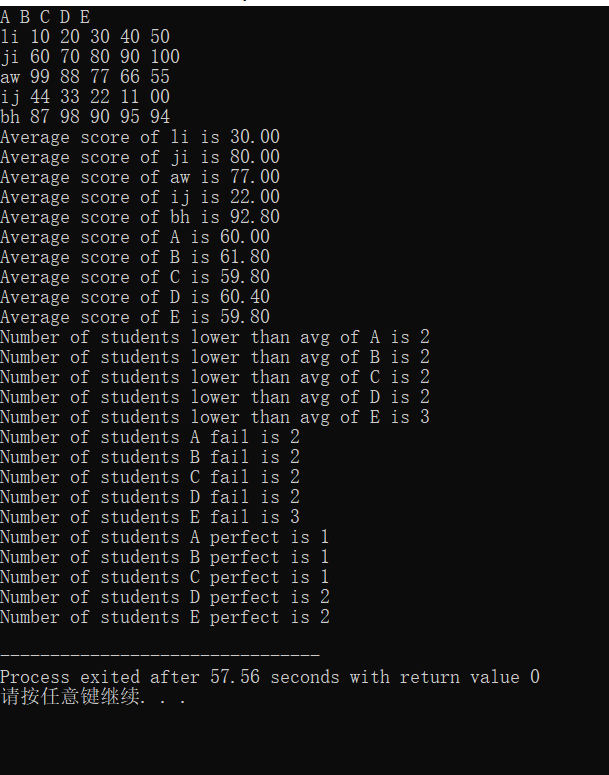 A B C D E
li 10 20 30 40 50
ji 60 70 80 90 100
aw 99 88 77 66 55
ij 44 33 22 11 00
bh 87 98 90 95 94
Average score of li is 30.00
Average score of ji is 80.00
Average score of aw is 77.00
Average score of ij is 22.00
Average score of bh is 92.80
Average score of A is 60.00
Average score of B is 61.80
Average score of C is 59.80
Average score of D is 60.40
Average score of E is 59.80
Number of students lower than avg of A is 2
Number of students lower than avg of B is 2
Number of students lower than avg of C is 2
Number of students lower than avg of D is 2
Number of students lower than avg of E is 3
Number of students A fail is 2
Number of students B fail is 2
Number of students C fail is 2
Number of students D fail is 2
Number of students E fail is 3
Number of students A perfect is 1
Number of students B perfect is 1
Number of students C perfect is 1
Number of students D perfect is 2
Number of students E perfect is 2
--------------------------------
Process exited after 57.56 seconds with return value 0
请按任意键继续. . .